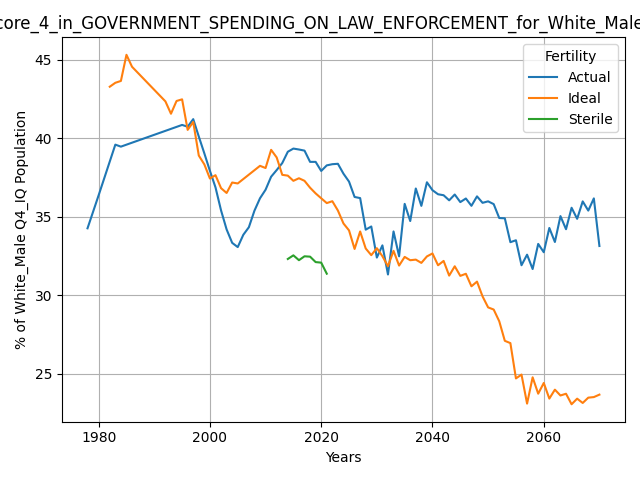 core_4_in_GOVERNMENT_SPENDING_ON_LAW_ENFORCEMENT_for_White_Male
Fertility
Actual
Ideal
Sterile
% of White_Male Q4_IQ Population
45
40
35
30
25
1980 2000 2020 2040 2060
Years